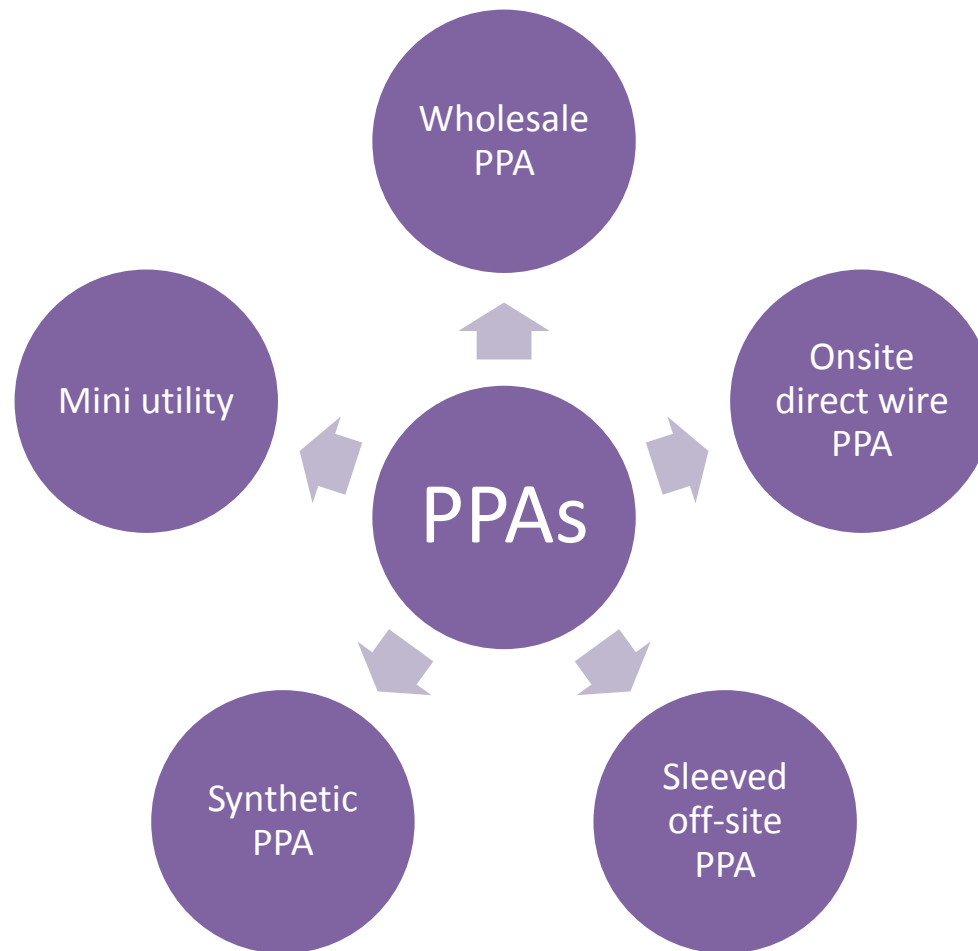 Wholesale
PPA
Onsite
direct wire
PPA
Mini utility
PPAs
Sleeved
off-site
PPA
Synthetic
PPA